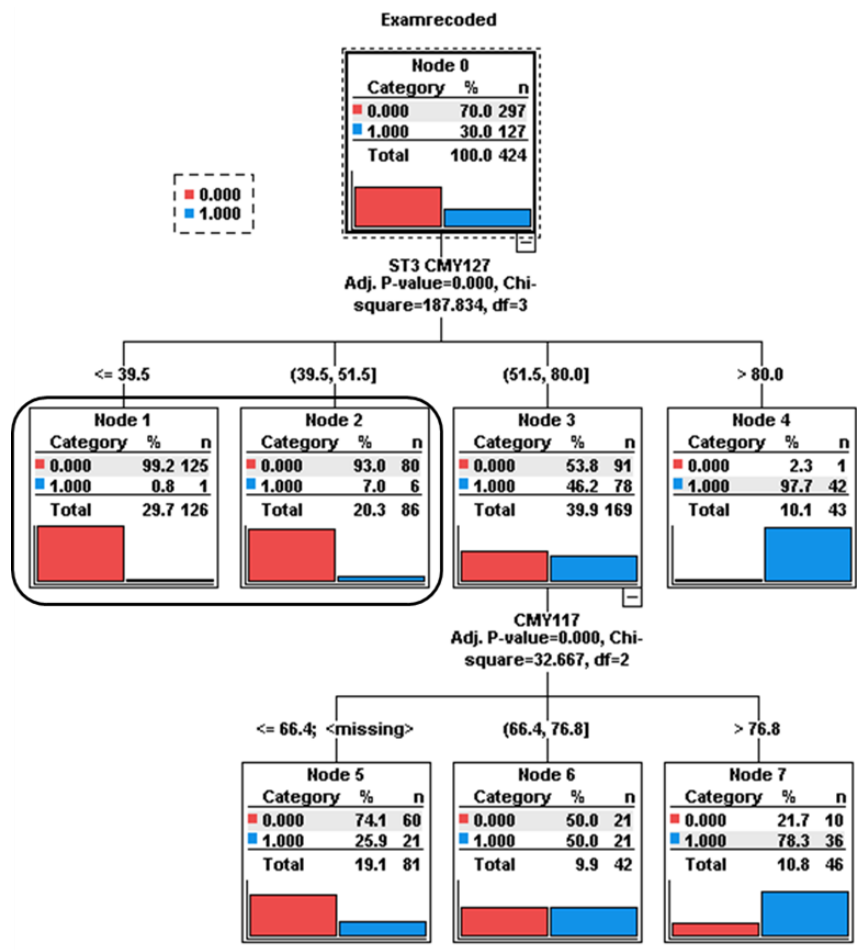 Examrecoded
Node 0
Category % n
0.000 70.0 297
1.000 30.0 127
Total 100.0 424
0.000
1.000
ST3 CMY127
Adj. P-value=0.000, Chi-
square=187.834, df=3
<= 39.5 (39.5, 51.5] (51.5, 80.0] > 80.0
Node 1
Category % n
0.000 99.2 125
1.000 0.8 1
Total 29.7 126
Node 2
Category % n
0.000 93.0 80
1.000 7.0 6
Total 20.3 86
Node 3
Category % n
0.000 53.8 91
1.000 46.2 78
Total 39.9 169
Node 4
Category % n
0.000 2.3 1
1.000 97.7 42
Total 10.1 43
CMY117
Adj. P-value=0.000, Chi-
square=32.667, df=2
<= 66.4; <missing> (66.4, 76.8] > 76.8
Node 5
Category % n
0.000 74.1 60
1.000 25.9 21
Total 19.1 81
Node 6
Category % n
0.000 50.0 21
1.000 50.0 21
Total 9.9 42
Node 7
Category % n
0.000 21.7 10
1.000 78.3 36
Total 10.8 46